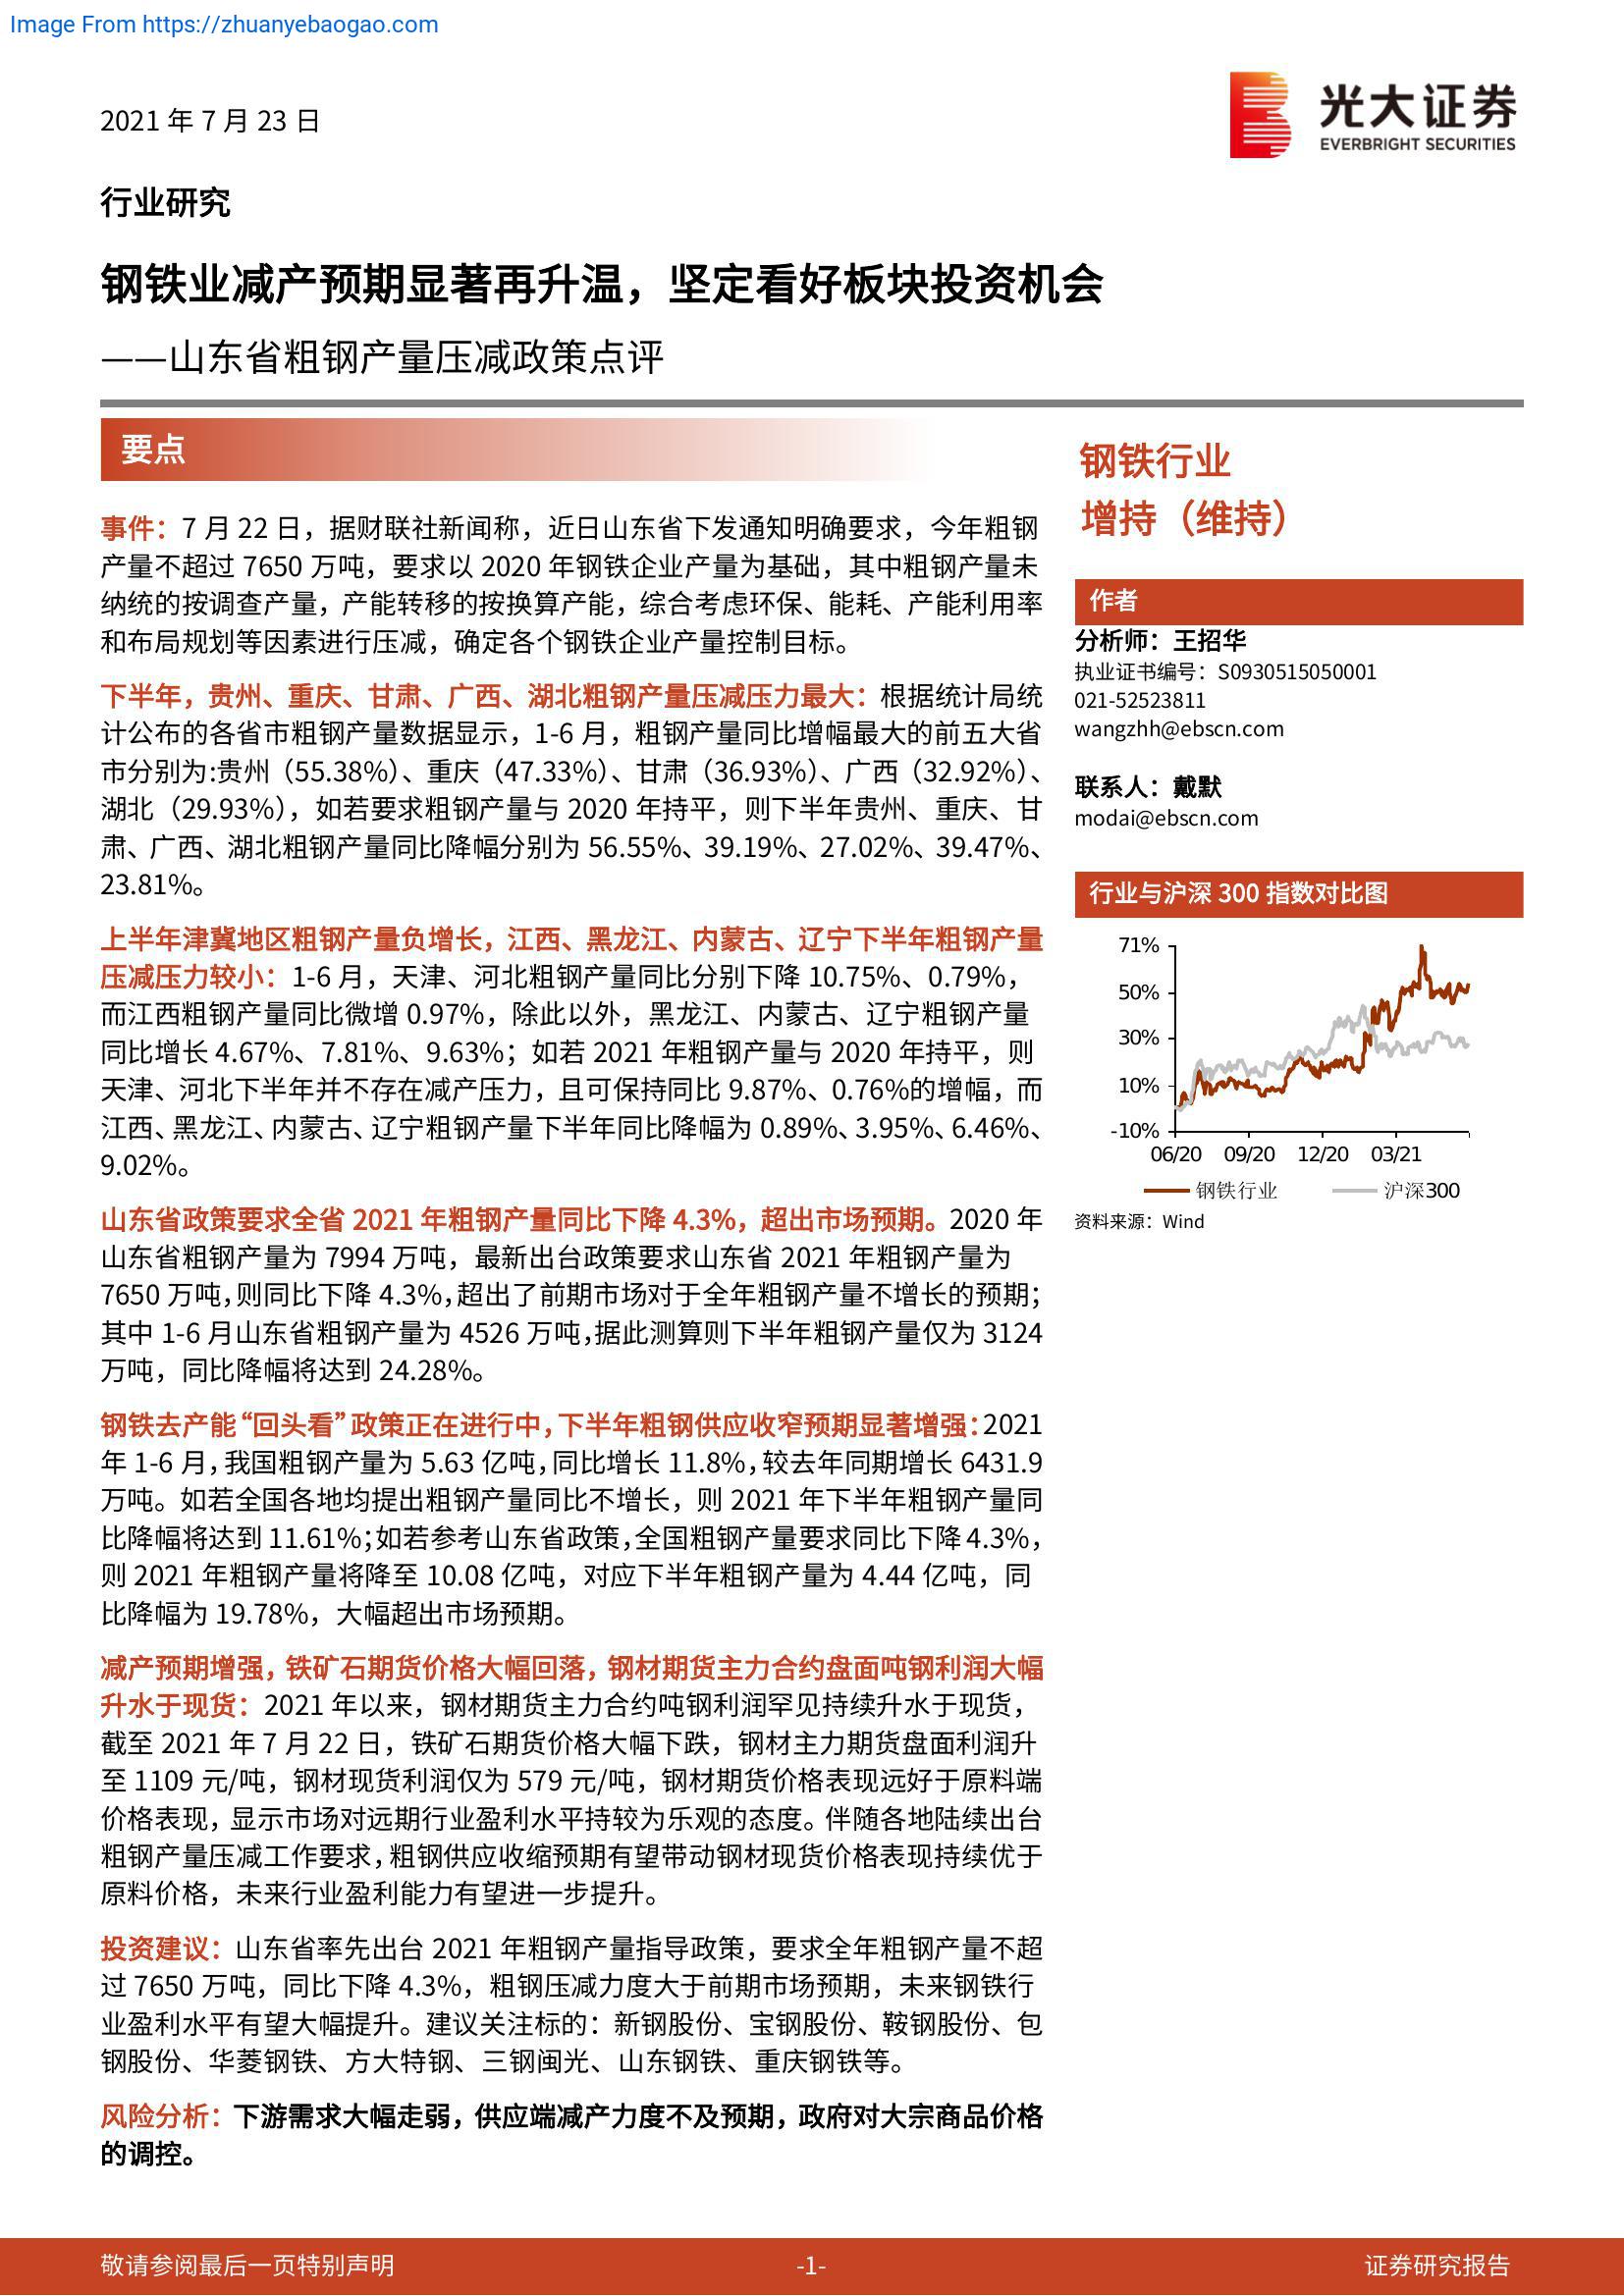 Image From https://zhuanyebaogao.com
2021 年 7 月 23 日
光大证券
EVERBRIGHT SECURITIES
行业研究
钢铁业减产预期显著再升温，坚定看好板块投资机会
——山东省粗钢产量压减政策点评
要点
事件：7 月 22 日，据财联社新闻称，近日山东省下发通知明确要求，今年粗钢
产量不超过 7650 万吨，要求以 2020 年钢铁企业产量为基础，其中粗钢产量未
纳统的按调查产量，产能转移的按换算产能，综合考虑环保、能耗、产能利用率
和布局规划等因素进行压减，确定各个钢铁企业产量控制目标。
下半年，贵州、重庆、甘肃、广西、湖北粗钢产量压减压力最大：根据统计局统
计公布的各省市粗钢产量数据显示，1-6 月，粗钢产量同比增幅最大的前五大省
市分别为:贵州（55.38%）、重庆（47.33%）、甘肃（36.93%）、广西（32.92%）、
湖北（29.93%），如若要求粗钢产量与 2020 年持平，则下半年贵州、重庆、甘
肃、广西、湖北粗钢产量同比降幅分别为 56.55%、39.19%、27.02%、39.47%、
23.81%。
上半年津冀地区粗钢产量负增长，江西、黑龙江、内蒙古、辽宁下半年粗钢产量
压减压力较小：1-6 月，天津、河北粗钢产量同比分别下降 10.75%、0.79%，
而江西粗钢产量同比微增 0.97%，除此以外，黑龙江、内蒙古、辽宁粗钢产量
同比增长 4.67%、7.81%、9.63%；如若 2021 年粗钢产量与 2020 年持平，则
天津、河北下半年并不存在减产压力，且可保持同比 9.87%、0.76%的增幅，而
江西、黑龙江、内蒙古、辽宁粗钢产量下半年同比降幅为 0.89%、3.95%、6.46%、
9.02%。
山东省政策要求全省 2021 年粗钢产量同比下降 4.3%，超出市场预期。2020 年
山东省粗钢产量为 7994 万吨，最新出台政策要求山东省 2021 年粗钢产量为
7650 万吨，则同比下降 4.3%，超出了前期市场对于全年粗钢产量不增长的预期；
其中 1-6 月山东省粗钢产量为 4526 万吨，据此测算则下半年粗钢产量仅为 3124
万吨，同比降幅将达到 24.28%。
钢铁去产能“回头看”政策正在进行中，下半年粗钢供应收窄预期显著增强：2021
年 1-6 月，我国粗钢产量为 5.63 亿吨，同比增长 11.8%，较去年同期增长 6431.9
万吨。如若全国各地均提出粗钢产量同比不增长，则 2021 年下半年粗钢产量同
比降幅将达到 11.61%；如若参考山东省政策，全国粗钢产量要求同比下降 4.3%，
则 2021 年粗钢产量将降至 10.08 亿吨，对应下半年粗钢产量为 4.44 亿吨，同
比降幅为 19.78%，大幅超出市场预期。
减产预期增强，铁矿石期货价格大幅回落，钢材期货主力合约盘面吨钢利润大幅
升水于现货：2021 年以来，钢材期货主力合约吨钢利润罕见持续升水于现货，
截至 2021 年 7 月 22 日，铁矿石期货价格大幅下跌，钢材主力期货盘面利润升
至 1109 元/吨，钢材现货利润仅为 579 元/吨，钢材期货价格表现远好于原料端
价格表现，显示市场对远期行业盈利水平持较为乐观的态度。伴随各地陆续出台
粗钢产量压减工作要求，粗钢供应收缩预期有望带动钢材现货价格表现持续优于
原料价格，未来行业盈利能力有望进一步提升。
投资建议：山东省率先出台 2021 年粗钢产量指导政策，要求全年粗钢产量不超
过 7650 万吨，同比下降 4.3%，粗钢压减力度大于前期市场预期，未来钢铁行
业盈利水平有望大幅提升。建议关注标的：新钢股份、宝钢股份、鞍钢股份、包
钢股份、华菱钢铁、方大特钢、三钢闽光、山东钢铁、重庆钢铁等。
风险分析：下游需求大幅走弱，供应端减产力度不及预期，政府对大宗商品价格
的调控。
钢铁行业
增持（维持）
作者
分析师：王招华
执业证书编号：S0930515050001
021-52523811
wangzhh@ebscn.com
联系人：戴默
modai@ebscn.com
行业与沪深 300 指数对比图
71%
50%
30%
10%
-10%
06/20 09/20 12/20 03/21
钢铁行业 沪深300
资料来源：Wind
敬请参阅最后一页特别声明 -1- 证券研究报告